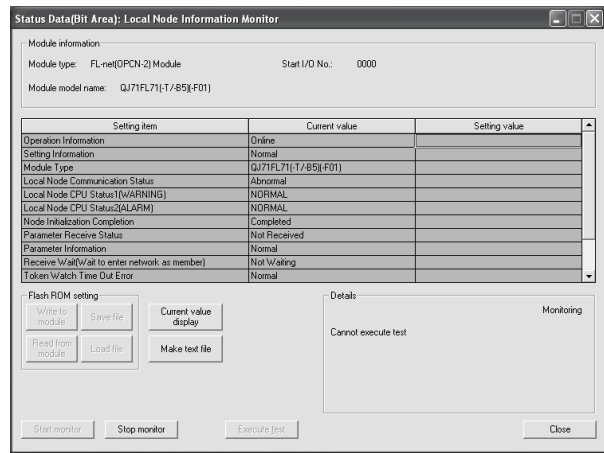 Status Data(Bit Area): Local Node Information Monitor
Module information
Module type: FL-net(OPCN-2) Module Start I/O No.: 0000
Module model name: QJ71FL71(-T/-B5)(-F01)
Setting item Current value Setting value
Operation Information Online
Setting Information Normal
Module Type QJ71FL71(-T/-B5)(-F01)
Local Node Communication Status Abnormal
Local Node CPU Status1(WARNING) NORMAL
Local Node CPU Status2(ALARM) NORMAL
Node Initialization Completion Completed
Parameter Receive Status Not Received
Parameter Information Normal
Receive Wait(Wait to enter network as member) Not Waiting
Token Watch Time Out Error Normal
Flash ROM setting
Write to module Save file
Read from module Load file
Current value display
Make text file
Details
Monitoring
Cannot execute test
Start monitor Stop monitor Execute test Close